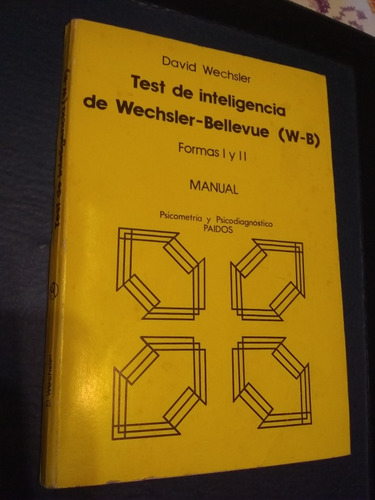 David Wechsler
Test de inteligencia
de Wechsler-Bellevue (W-B)
Formas I y II
MANUAL
Psicometría y Psicodiagnóstico
PAIDOS